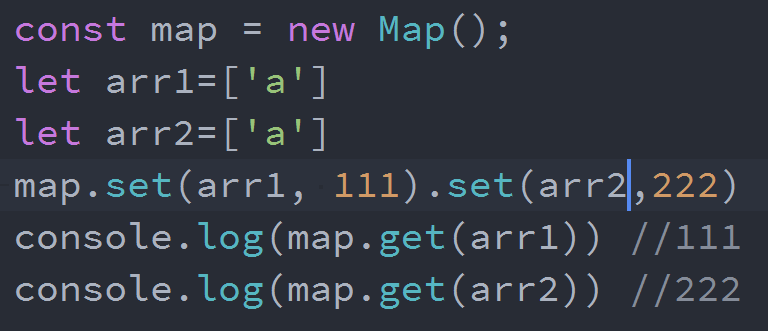 const map = new Map();
let arr1=['a']
let arr2=['a']
map.set(arr1, 111).set(arr2,222)
console.log(map.get(arr1)) //111
console.log(map.get(arr2)) //222